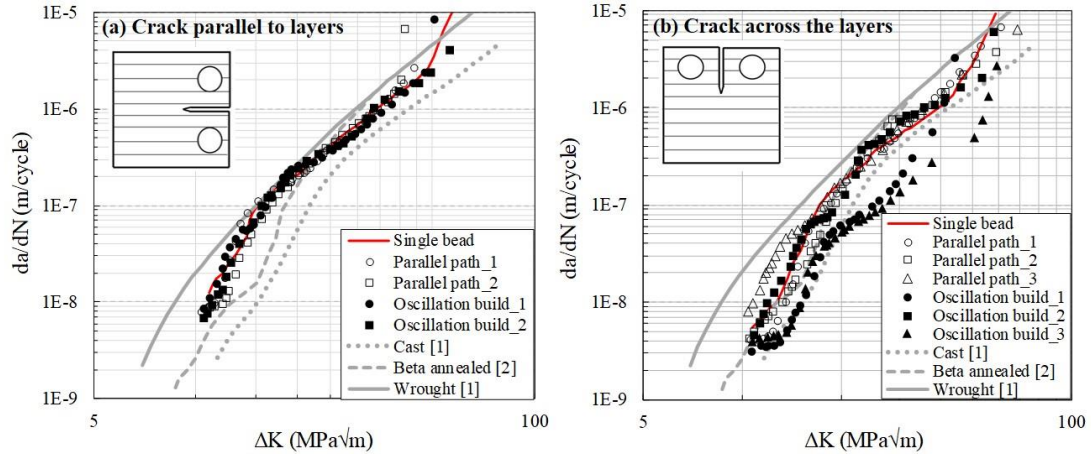 (a) Crack parallel to layers
da/dN (m/cycle)
1E-5
1E-6
1E-7
1E-8
1E-9
5
100
ΔK (MPa√m)
Single bead
Parallel path_1
Parallel path_2
Oscillation build_1
Oscillation build_2
Cast [1]
Beta annealed [2]
Wrought [1]
(b) Crack across the layers
da/dN (m/cycle)
1E-5
1E-6
1E-7
1E-8
1E-9
5
100
ΔK (MPa√m)
Single bead
Parallel path_1
Parallel path_2
Parallel path_3
Oscillation build_1
Oscillation build_2
Oscillation build_3
Cast [1]
Beta annealed [2]
Wrought [1]